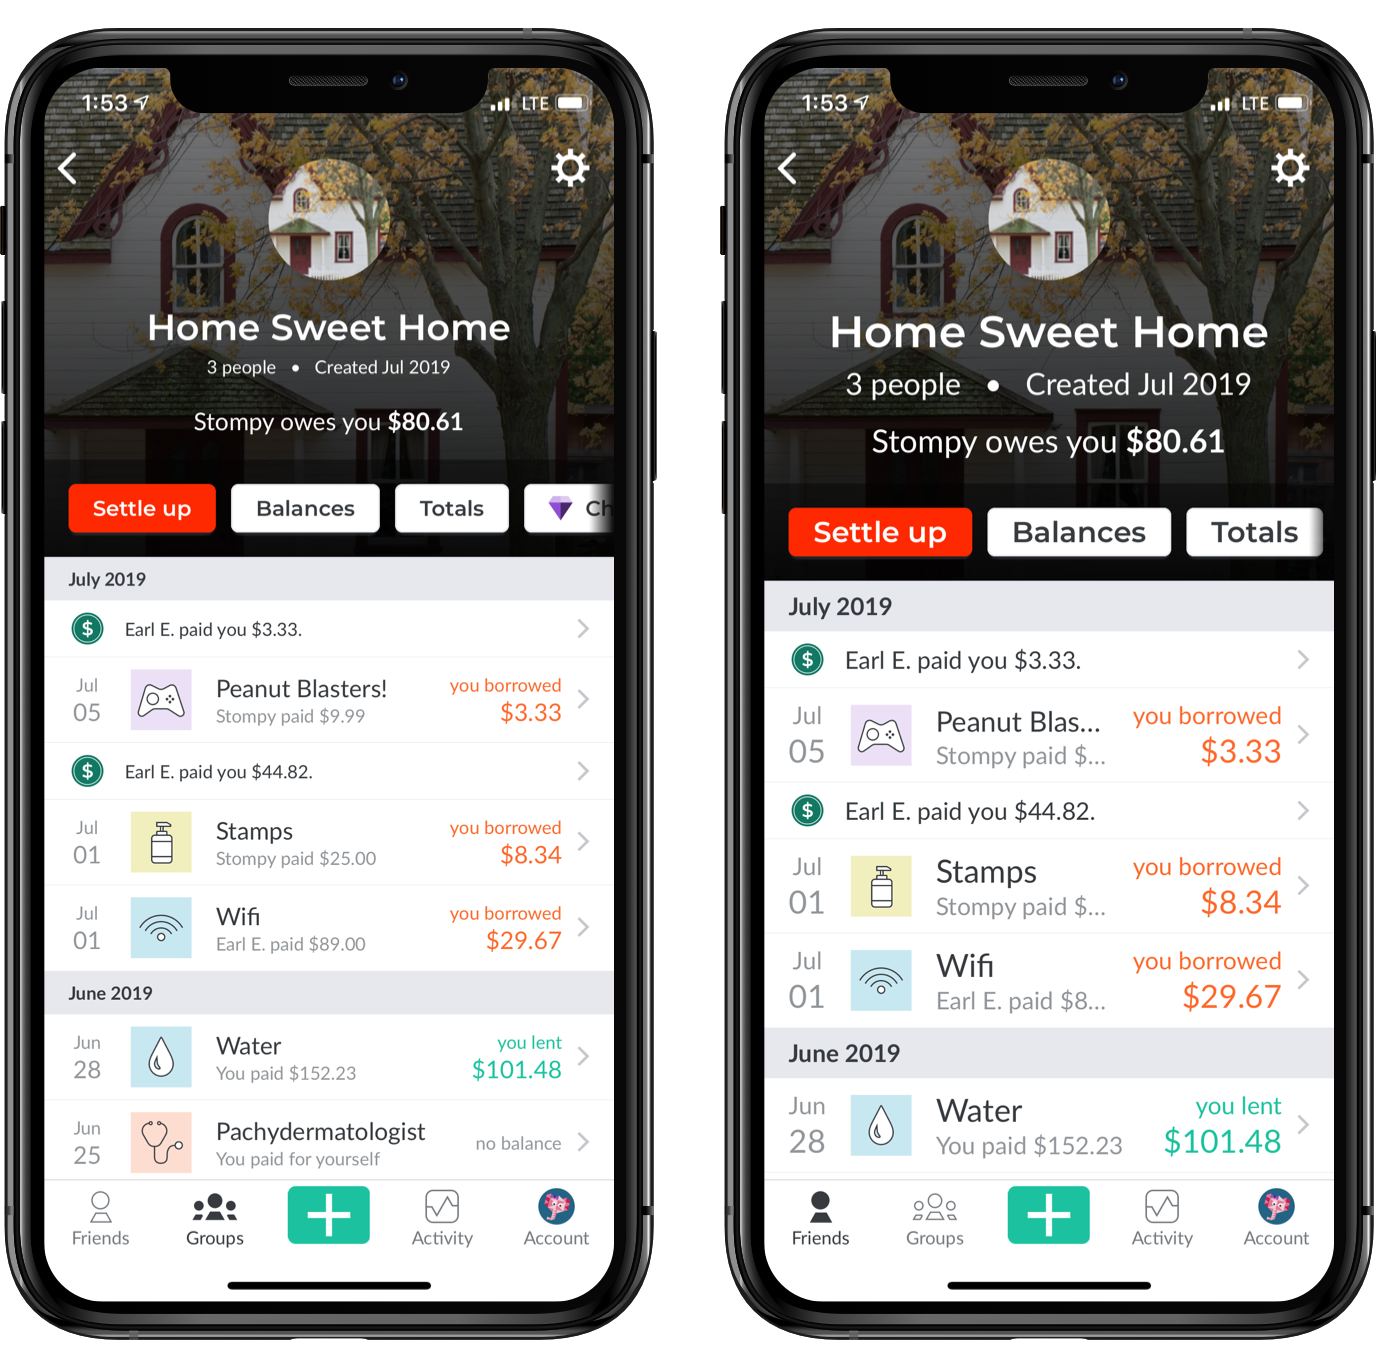 1:53 LTE
Home Sweet Home
3 people • Created Jul 2019
Stompy owes you $80.61
Settle up Balances Totals Ch
July 2019
$ Earl E. paid you $3.33.
Jul 05 Peanut Blasters! you borrowed
Stompy paid $9.99 $3.33
$ Earl E. paid you $44.82.
Jul 01 Stamps you borrowed
Stompy paid $25.00 $8.34
Jul 01 Wifi you borrowed
Earl E. paid $89.00 $29.67
June 2019
Jun 28 Water you lent
You paid $152.23 $101.48
Jun 25 Pachydermatologist no balance
You paid for yourself
Friends Groups Activity Account
1:53 LTE
Home Sweet Home
3 people • Created Jul 2019
Stompy owes you $80.61
Settle up Balances Totals
July 2019
$ Earl E. paid you $3.33.
Jul 05 Peanut Blas... you borrowed
Stompy paid $... $3.33
$ Earl E. paid you $44.82.
Jul 01 Stamps you borrowed
Stompy paid $... $8.34
Jul 01 Wifi you borrowed
Earl E. paid $8... $29.67
June 2019
Jun 28 Water you lent
You paid $152.23 $101.48
Friends Groups Activity Account